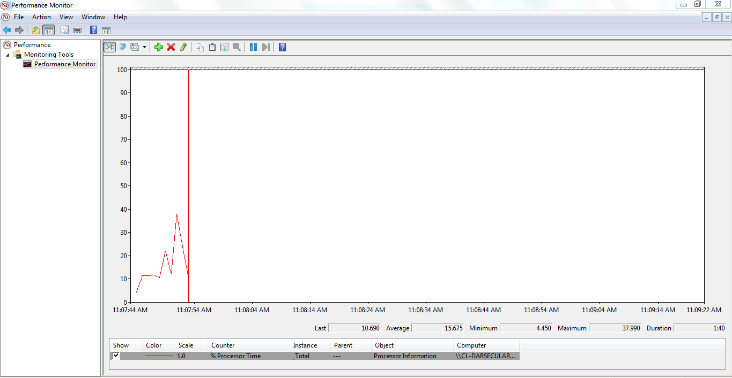 Performance Monitor
File Action View Window Help
Performance
Monitoring Tools
Performance Monitor
100
90
80
70
60
50
40
30
20
10
0
11:07:44 AM 11:07:54 AM 11:08:04 AM 11:08:14 AM 11:08:24 AM 11:08:34 AM 11:08:44 AM 11:08:54 AM 11:09:04 AM 11:09:14 AM 11:09:22 AM
Last 10.690 Average 15.675 Minimum 4.450 Maximum 37.990 Duration 1:40
Show Color Scale Counter Instance Parent Object Computer
1.0 % Processor Time Total --- Processor Information \\CL-DARSECULAR...